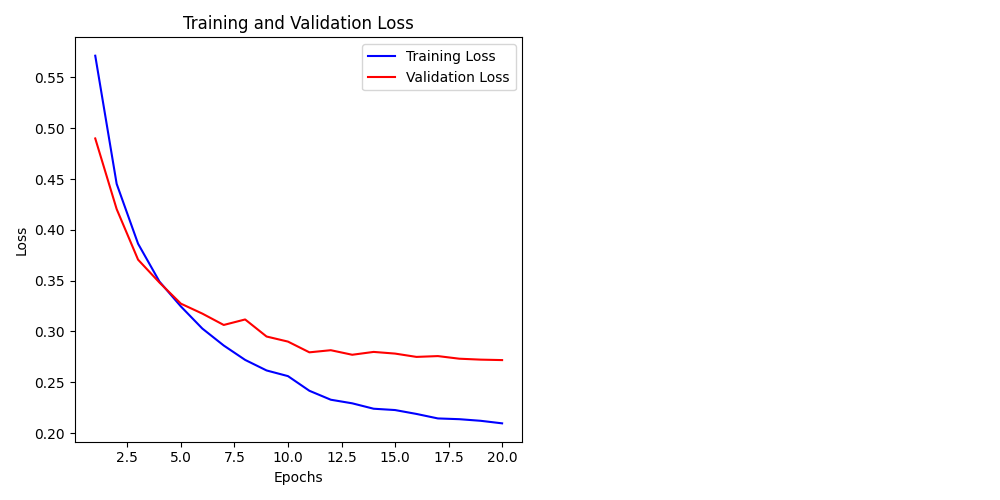 Training and Validation Loss
Training Loss
Validation Loss
0.55
0.50
0.45
0.40
0.35
0.30
0.25
0.20
Loss
2.5 5.0 7.5 10.0 12.5 15.0 17.5 20.0
Epochs